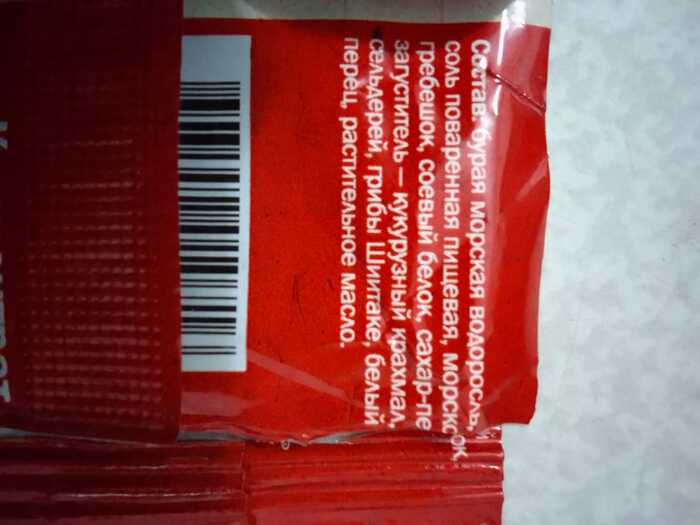 Состав: бурая морская водоросль,
соль поваренная пищевая, морской
гребешок, соевый белок, сахар-пе
загуститель — кукурузный крахмал,
сельдерей, грибы Шиитаке, белый
перец, растительное масло.